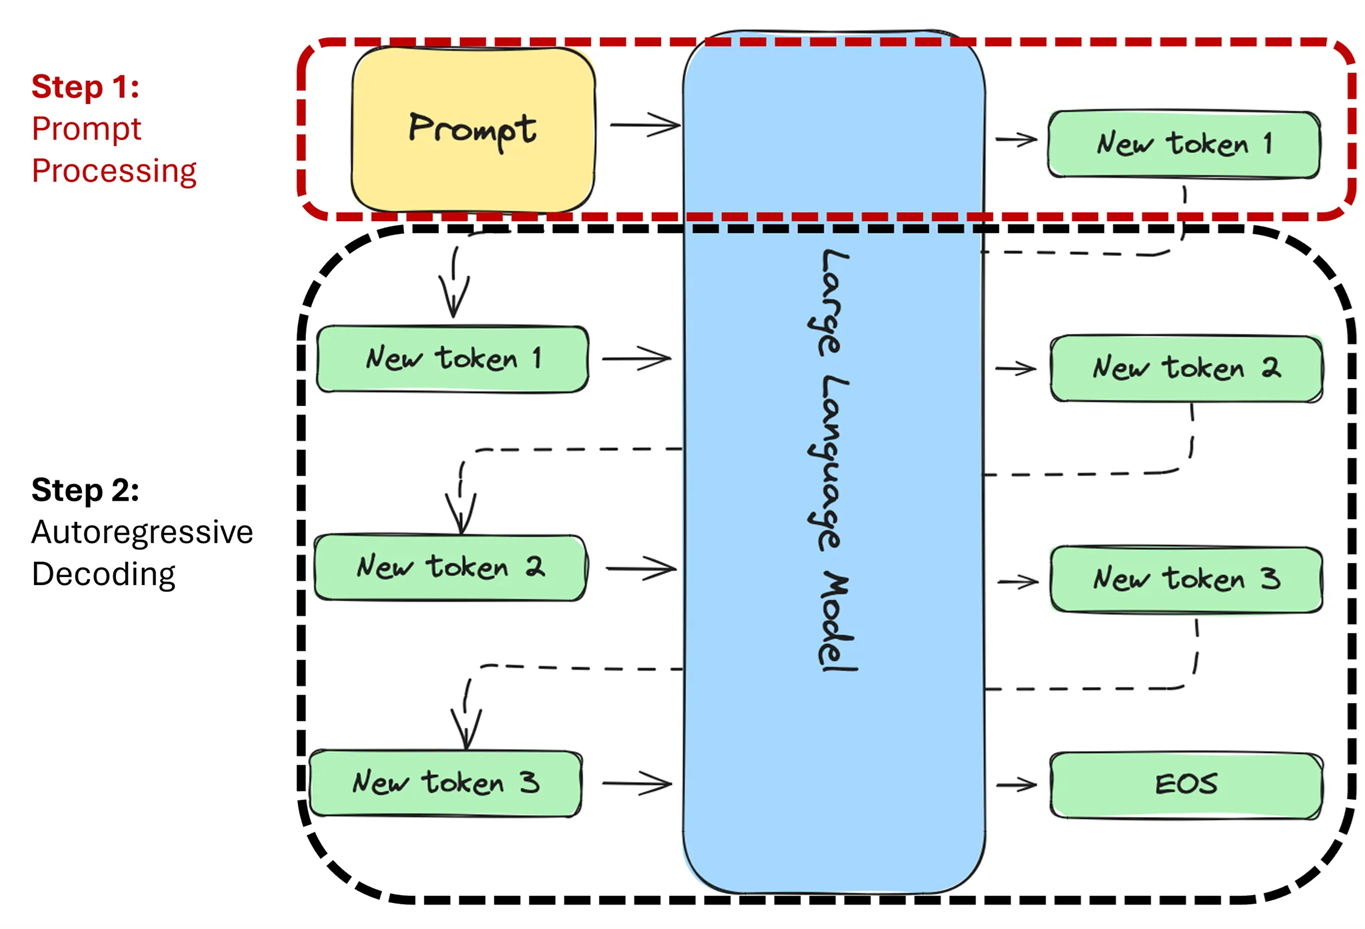 Step 1:
Prompt
Processing
Prompt
New token 1
Large Language Model
New token 1
New token 2
Step 2:
Autoregressive
Decoding
New token 2
New token 3
New token 3
EOS